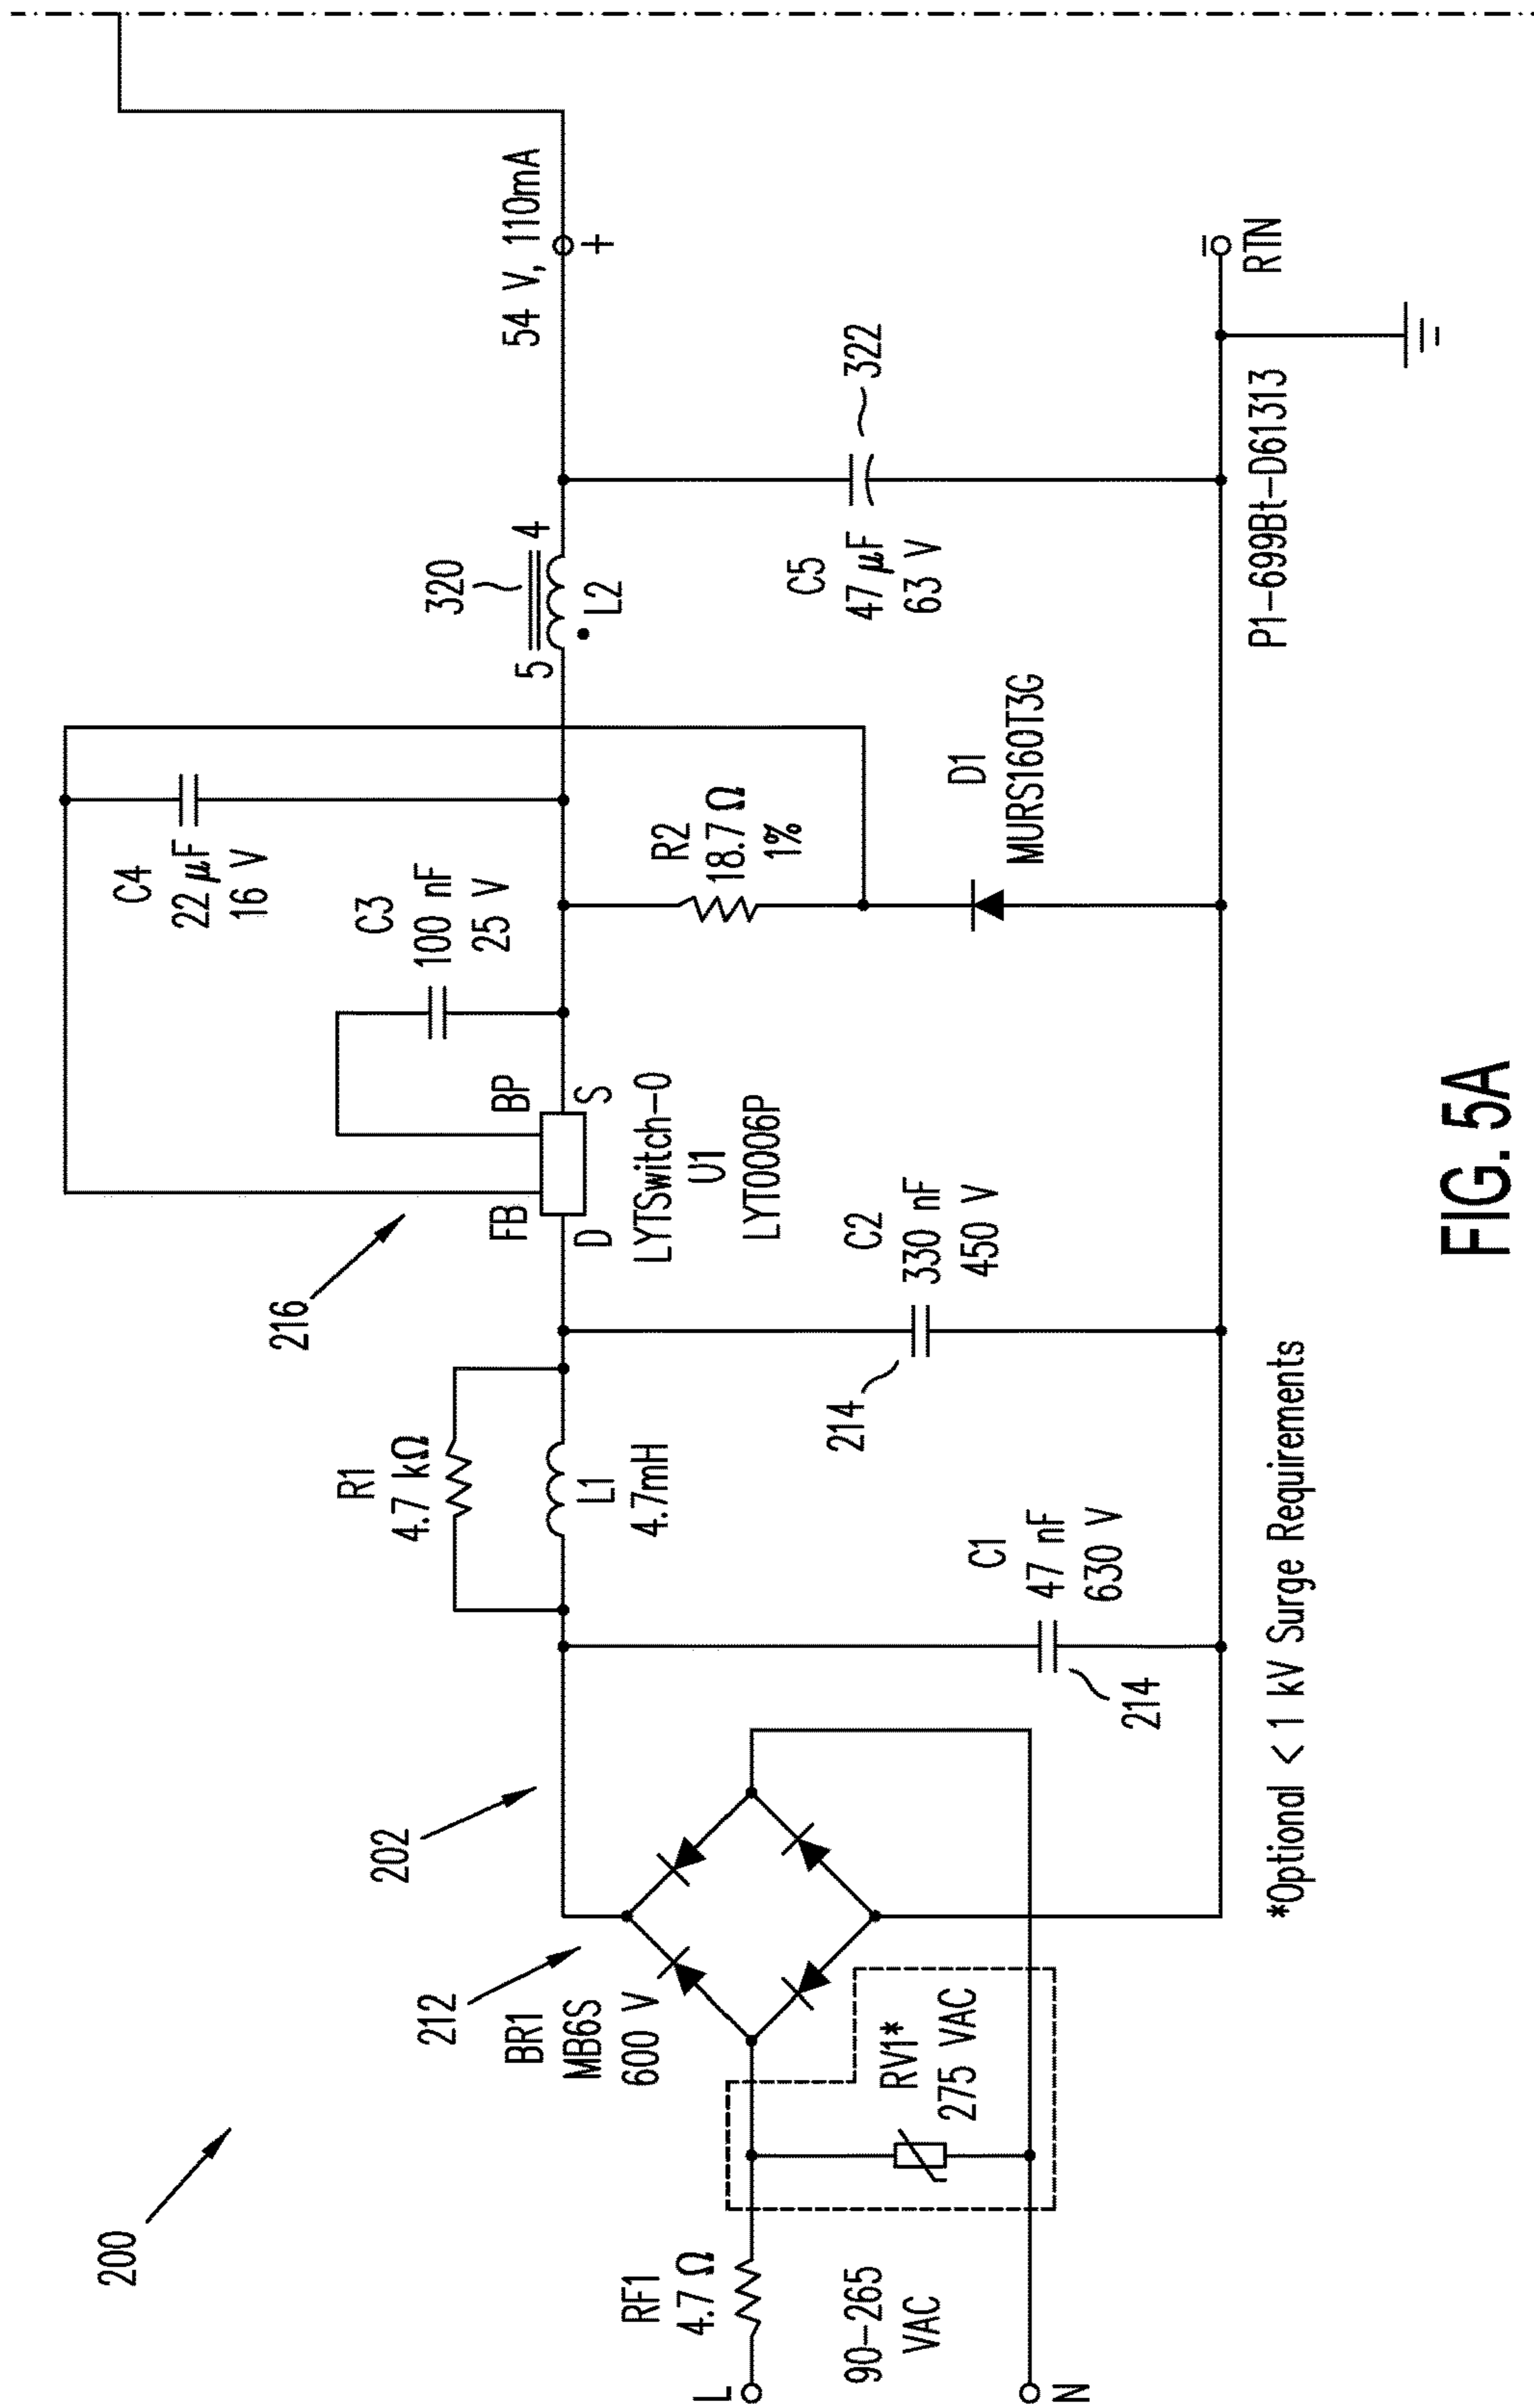 200
L
RF1
4.7 Ω
90–265
VAC
N
RV1*
275 VAC
212
BR1
MB6S
600 V
202
C1
47 nF
630 V
214
R1
4.7 kΩ
L1
4.7mH
C2
330 nF
450 V
214
216
FB
BP
D
S
LYTSwitch–0
U1
LYT0006P
C3
100 nF
25 V
C4
22 µF
16 V
R2
18.7 Ω
1%
D1
MURS160T3G
320
5
4
L2
C5
47 µF
63 V
322
54 V, 110mA
+
–
RTN
P1–699Bt–D61313
*Optional < 1 kV Surge Requirements
FIG. 5A